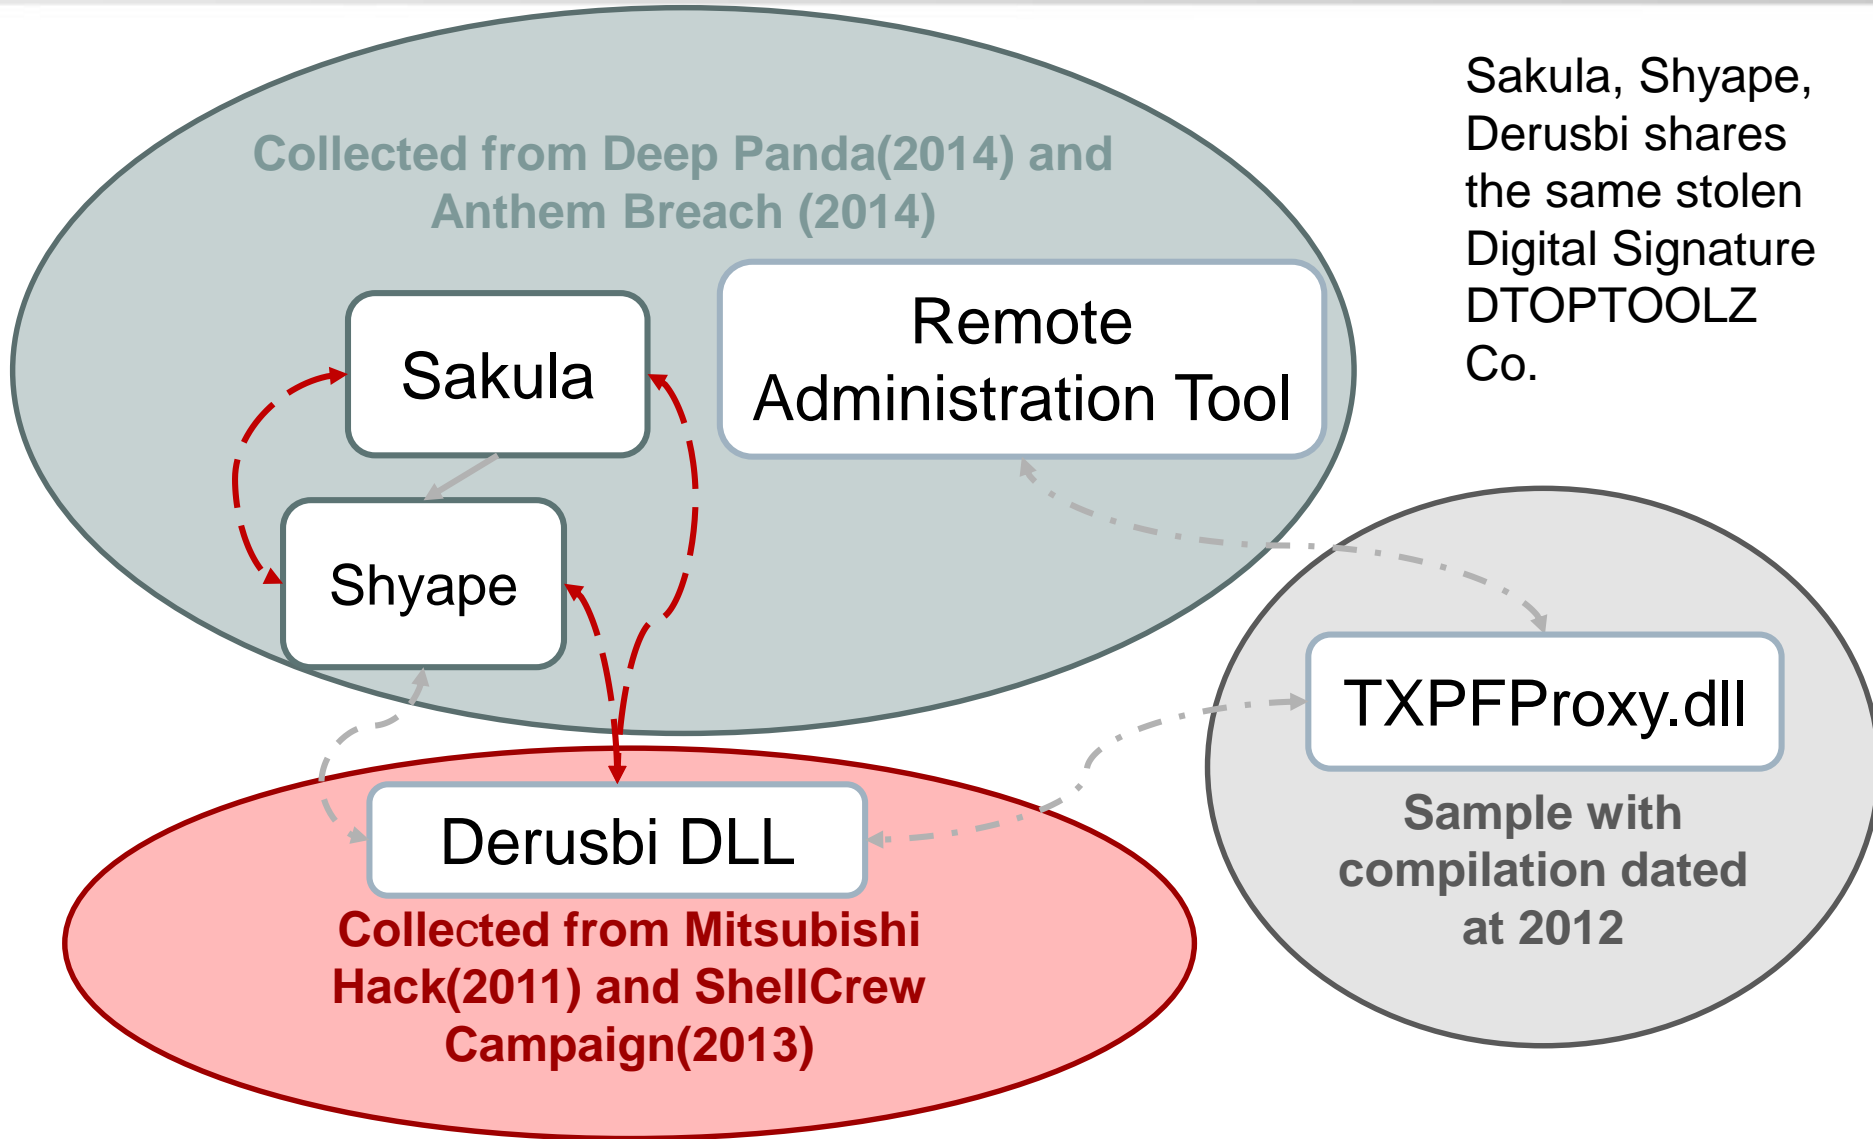 Collected from Deep Panda(2014) and
Anthem Breach (2014)
Sakula, Shyape,
Derusbi shares
the same stolen
Digital Signature
DTOPTOOLZ
Co.
Sakula
Remote
Administration Tool
Shyape
TXPFProxy.dll
Sample with
compilation dated
at 2012
Derusbi DLL
Collected from Mitsubishi
Hack(2011) and ShellCrew
Campaign(2013)